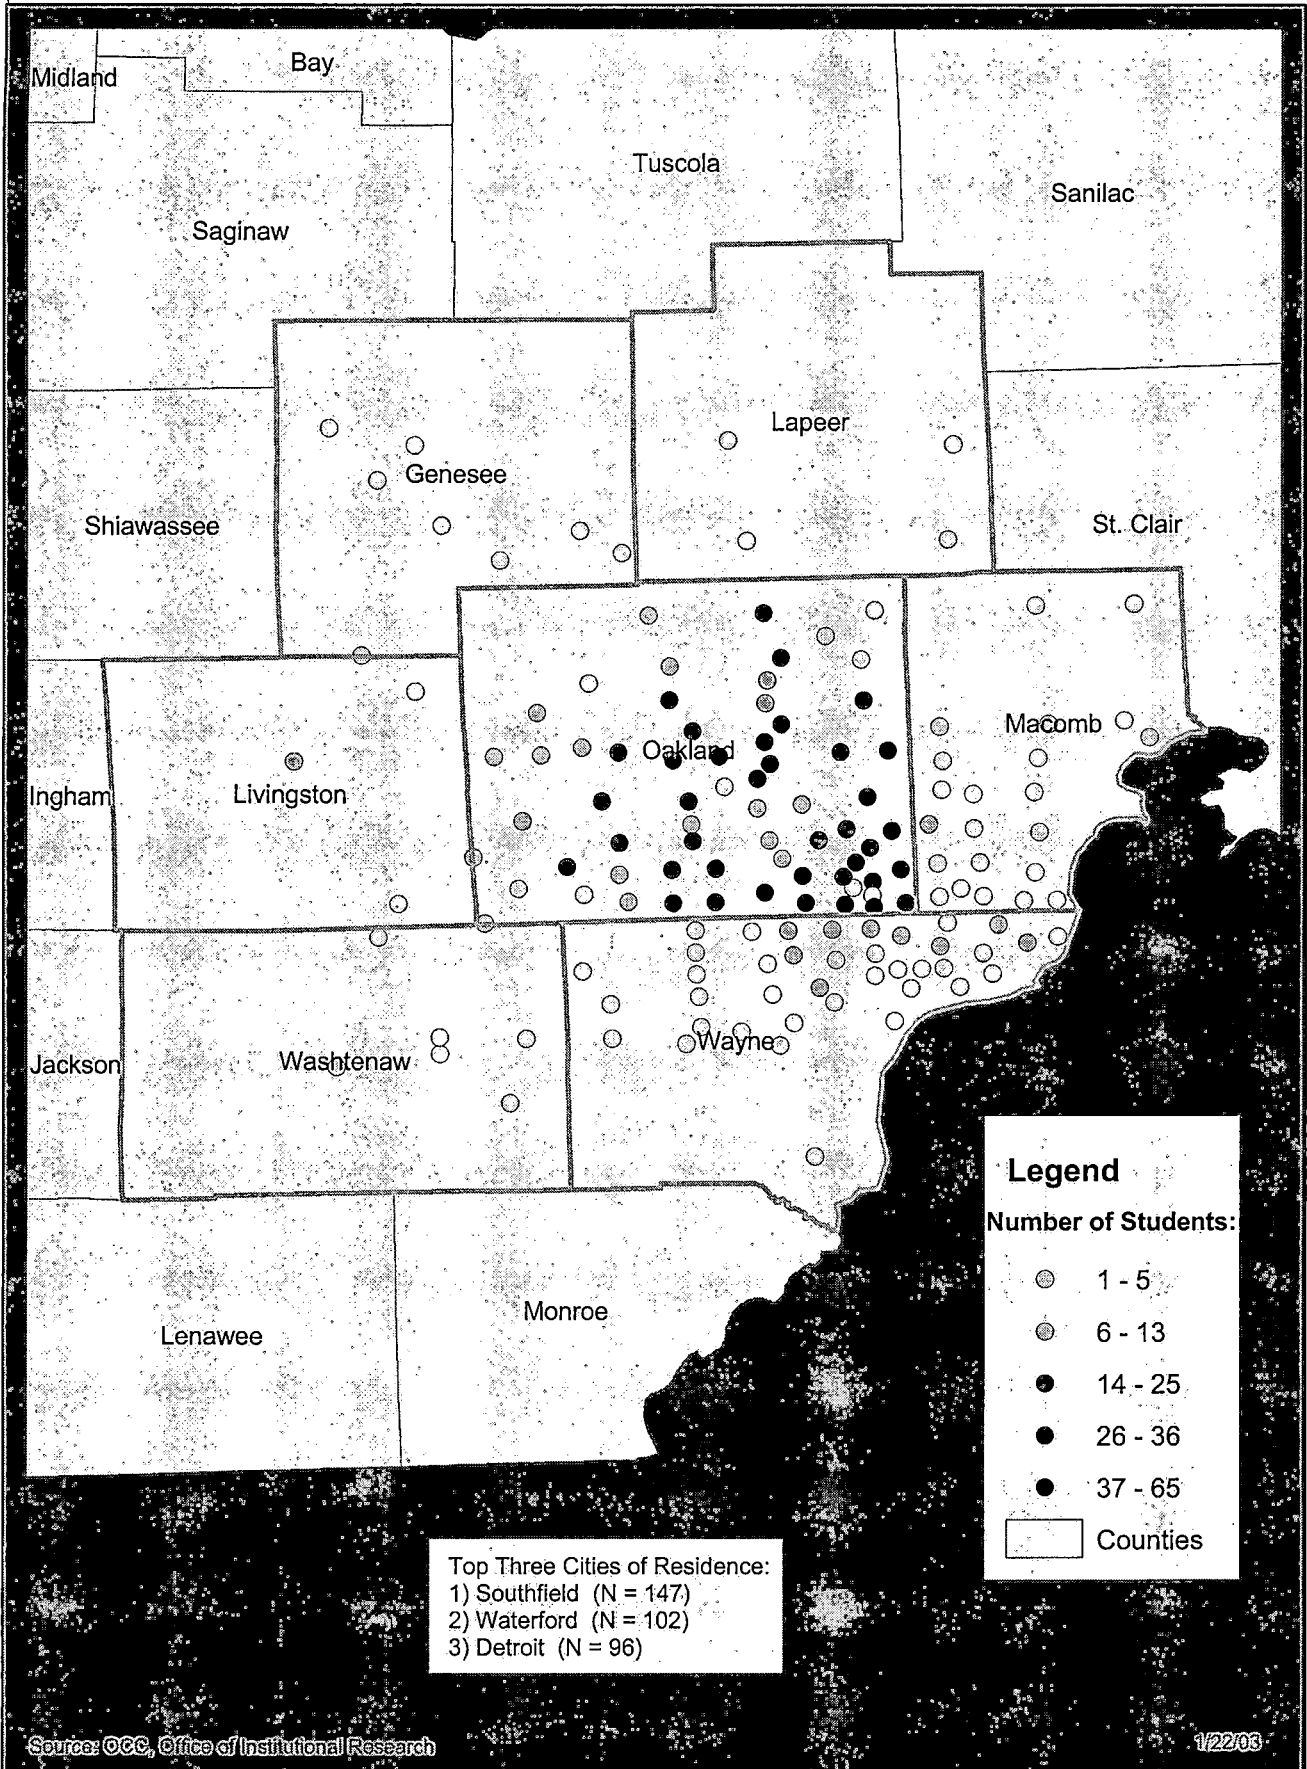 Midland
Bay
Tuscola
Sanilac
Saginaw
Lapeer
Genesee
Shiawassee
St. Clair
Macomb
Oakland
Ingham
Livingston
Wayne
Jackson
Washtenaw
Legend
Number of Students:
1 - 5
6 - 13
14 - 25
26 - 36
37 - 65
Counties
Monroe
Lenawee
Top Three Cities of Residence:
1) Southfield (N = 147)
2) Waterford (N = 102)
3) Detroit (N = 96)
Source: OCC, Office of Institutional Research
1/22/03